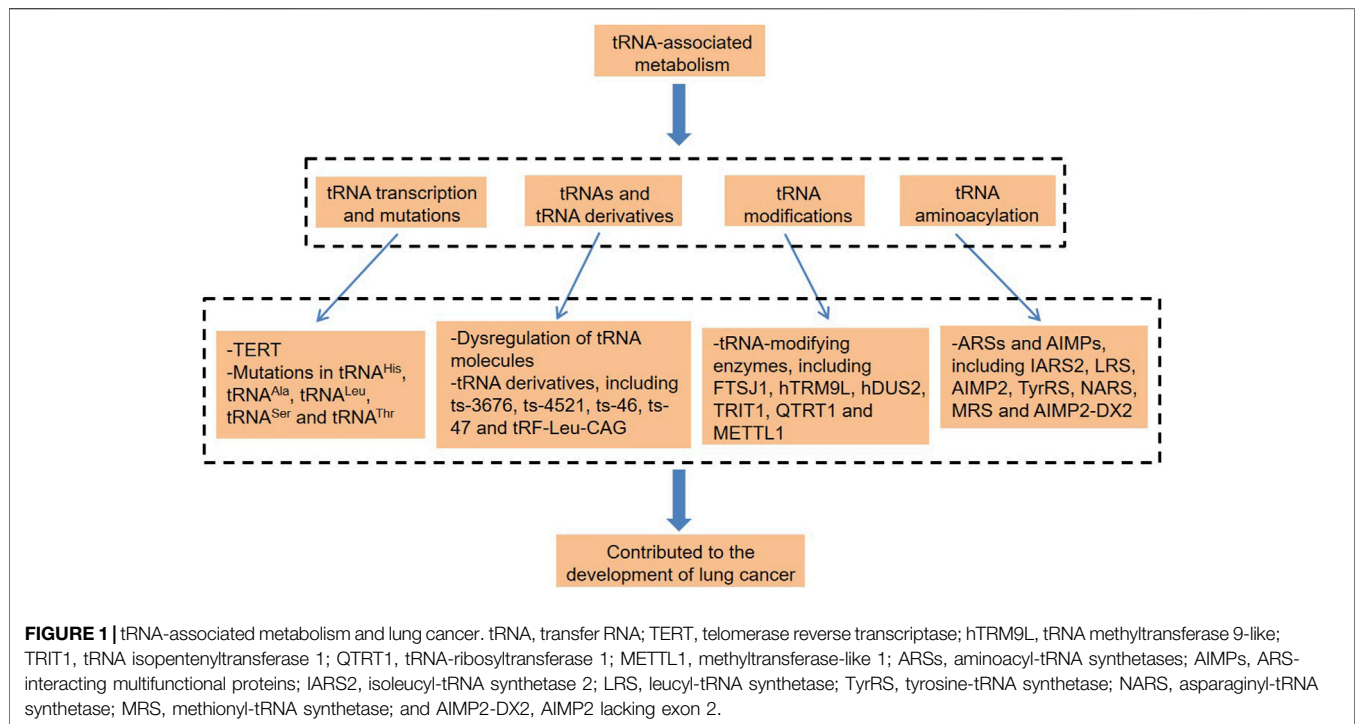 tRNA-associated
metabolism
tRNA transcription
and mutations
tRNAs and
tRNA derivatives
tRNA
modifications
tRNA
aminoacylation
-TERT
-Mutations in tRNAHis,
tRNAAla, tRNALeu,
tRNASer and tRNAThr
-Dysregulation of tRNA
molecules
-tRNA derivatives, including
ts-3676, ts-4521, ts-46, ts-
47 and tRF-Leu-CAG
-tRNA-modifying
enzymes, including
FTSJ1, hTRM9L, hDUS2,
TRIT1, QTRT1 and
METTL1
-ARSs and AIMPs,
including IARS2, LRS,
AIMP2, TyrRS, NARS,
MRS and AIMP2-DX2
Contributed to the
development of lung cancer
FIGURE 1 | tRNA-associated metabolism and lung cancer. tRNA, transfer RNA; TERT, telomerase reverse transcriptase; hTRM9L, tRNA methyltransferase 9-like;
TRIT1, tRNA isopentenyltransferase 1; QTRT1, tRNA-ribosyltransferase 1; METTL1, methyltransferase-like 1; ARSs, aminoacyl-tRNA synthetases; AIMPs, ARS-
interacting multifunctional proteins; IARS2, isoleucyl-tRNA synthetase 2; LRS, leucyl-tRNA synthetase; TyrRS, tyrosine-tRNA synthetase; NARS, asparaginyl-tRNA
synthetase; MRS, methionyl-tRNA synthetase; and AIMP2-DX2, AIMP2 lacking exon 2.